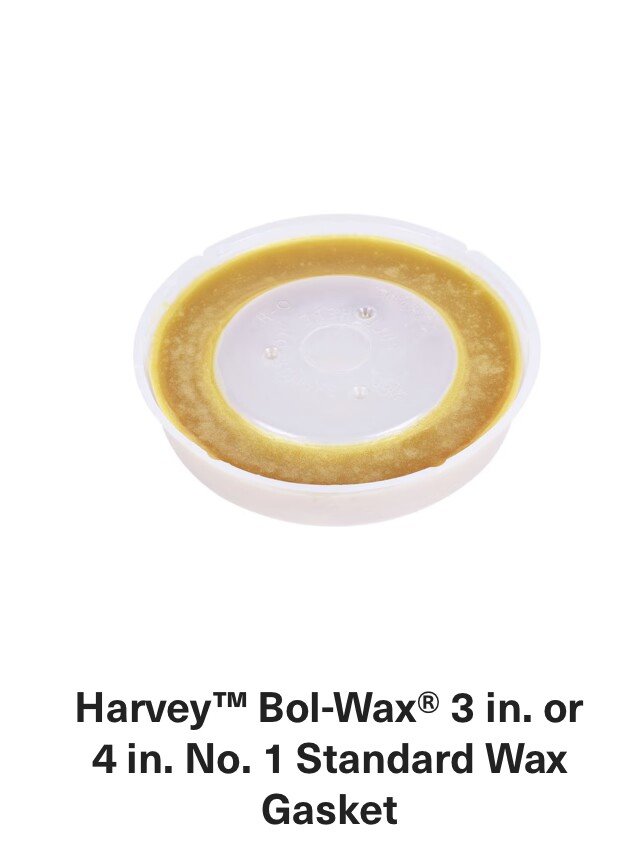 Harvey™ Bol-Wax® 3 in. or
4 in. No. 1 Standard Wax
Gasket